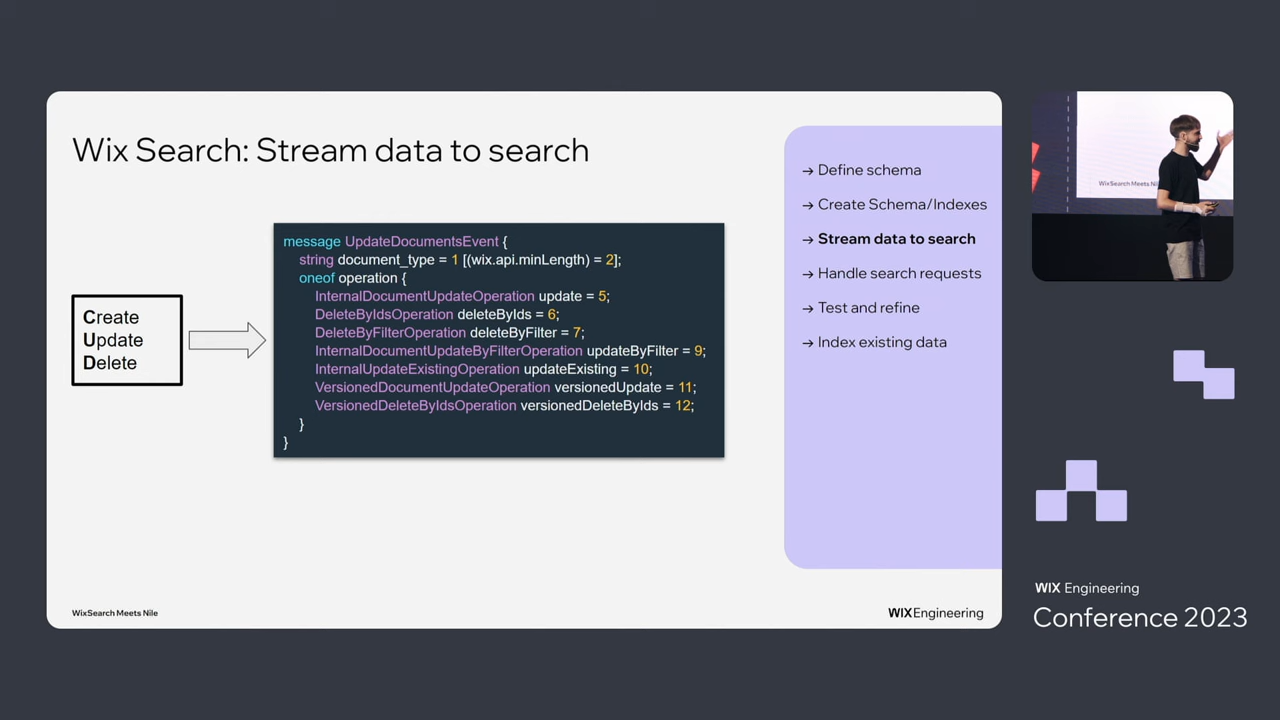 Wix Search: Stream data to search
Create
Update
Delete
message UpdateDocumentsEvent {
string document_type = 1 [(wix.api.minLength) = 2];
oneof operation {
InternalDocumentUpdateOperation update = 5;
DeleteByIdsOperation deleteByIds = 6;
DeleteByFilterOperation deleteByFilter = 7;
InternalDocumentUpdateByFilterOperation updateByFilter = 9;
InternalUpdateExistingOperation updateExisting = 10;
VersionedDocumentUpdateOperation versionedUpdate = 11;
VersionedDeleteByIdsOperation versionedDeleteByIds = 12;
}
}
→ Define schema
→ Create Schema/Indexes
→ Stream data to search
→ Handle search requests
→ Test and refine
→ Index existing data
WixSearch Meets Nile
WIXEngineering
WixSearch Meets Nil
WIX Engineering
Conference 2023